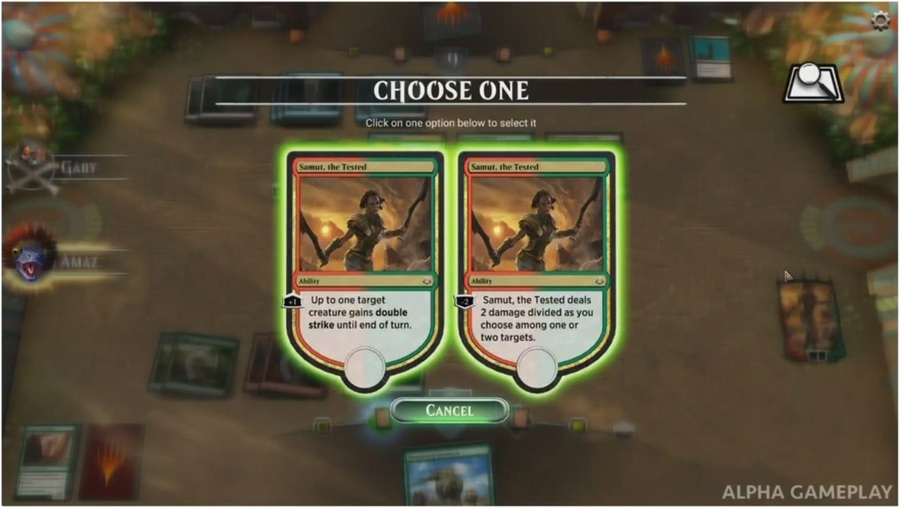 CHOOSE ONE
Click on one option below to select it
GABY
AMAZ
Samut, the Tested
Ability
+1
Up to one target
creature gains double
strike until end of turn.
Samut, the Tested
Ability
-2
Samut, the Tested deals
2 damage divided as you
choose among one or
two targets.
CANCEL
ALPHA GAMEPLAY